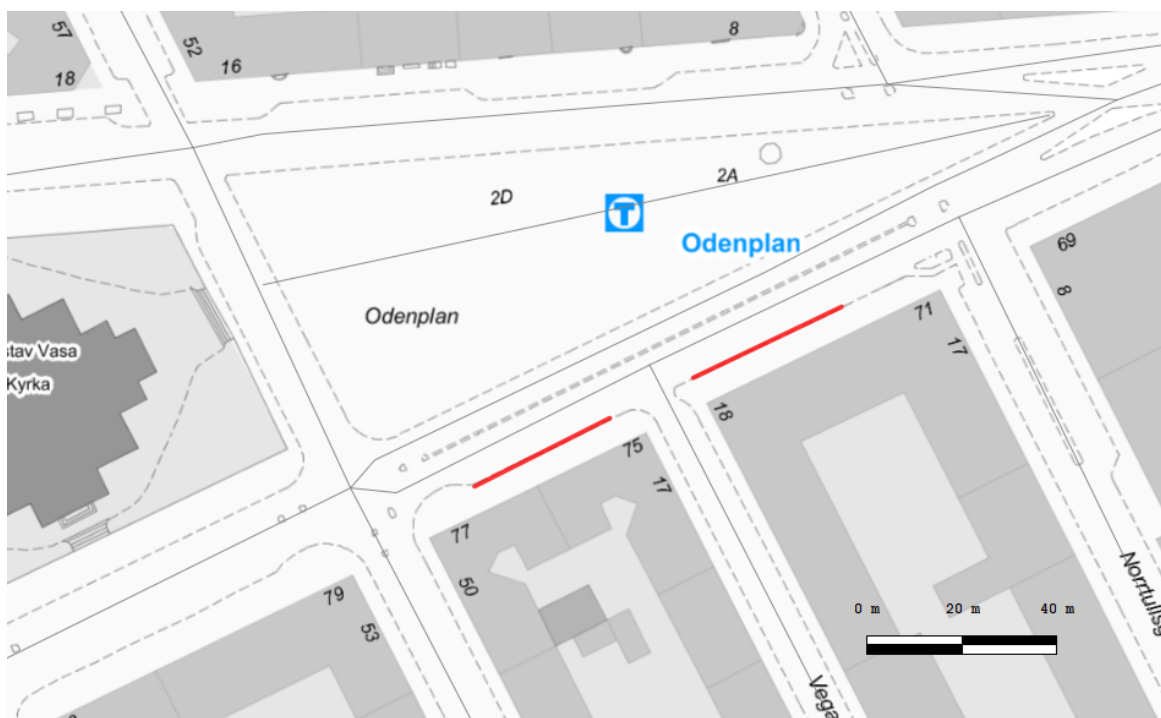 57
52
8
16
18
2A
2D
T
Odenplan
69
8
Odenplan
71
17
stav Vasa
Kyrka
18
75
17
77
50
79
53
0 m 20 m 40 m
Norrtullsg
Vega